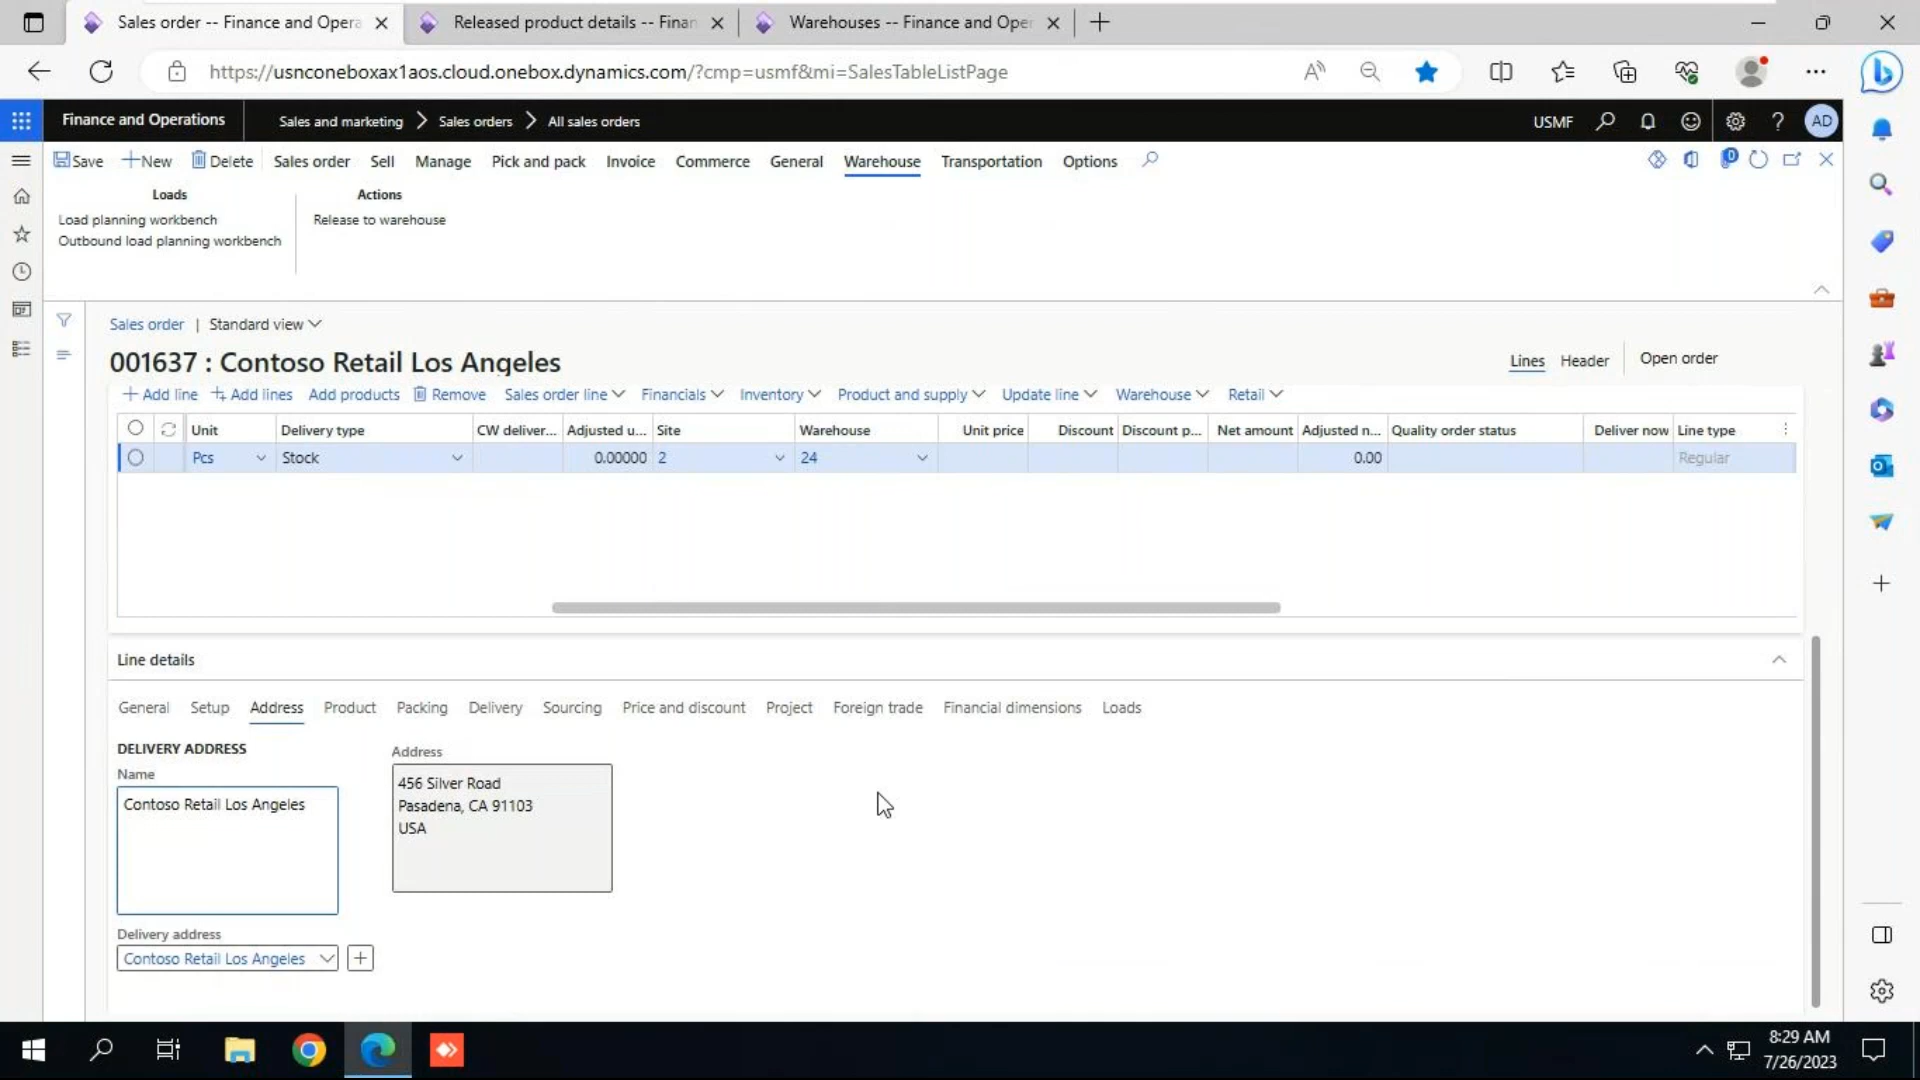 Sales order -- Finance and Opera
Released product details -- Finan
Warehouses -- Finance and Oper
https://usnconeboxax1aos.cloud.onebox.dynamics.com/?cmp=usmf&mi=SalesTableListPage
Finance and Operations
Sales and marketing
Sales orders
All sales orders
USMF
AD
Save
New
Delete
Sales order
Sell
Manage
Pick and pack
Invoice
Commerce
General
Warehouse
Transportation
Options
0
Loads
Load planning workbench
Outbound load planning workbench
Actions
Release to warehouse
Sales order | Standard view
001637 : Contoso Retail Los Angeles
Lines
Header
Open order
Add line
Add lines
Add products
Remove
Sales order line
Financials
Inventory
Product and supply
Update line
Warehouse
Retail
Unit
Delivery type
CW deliver...
Adjusted u...
Site
Warehouse
Unit price
Discount
Discount p...
Net amount
Adjusted n...
Quality order status
Deliver now
Line type
Pcs
Stock
0.00000
2
24
0.00
Regular
Line details
General
Setup
Address
Product
Packing
Delivery
Sourcing
Price and discount
Project
Foreign trade
Financial dimensions
Loads
DELIVERY ADDRESS
Name
Contoso Retail Los Angeles
Delivery address
Contoso Retail Los Angeles
Address
456 Silver Road
Pasadena, CA 91103
USA
8:29 AM
7/26/2023